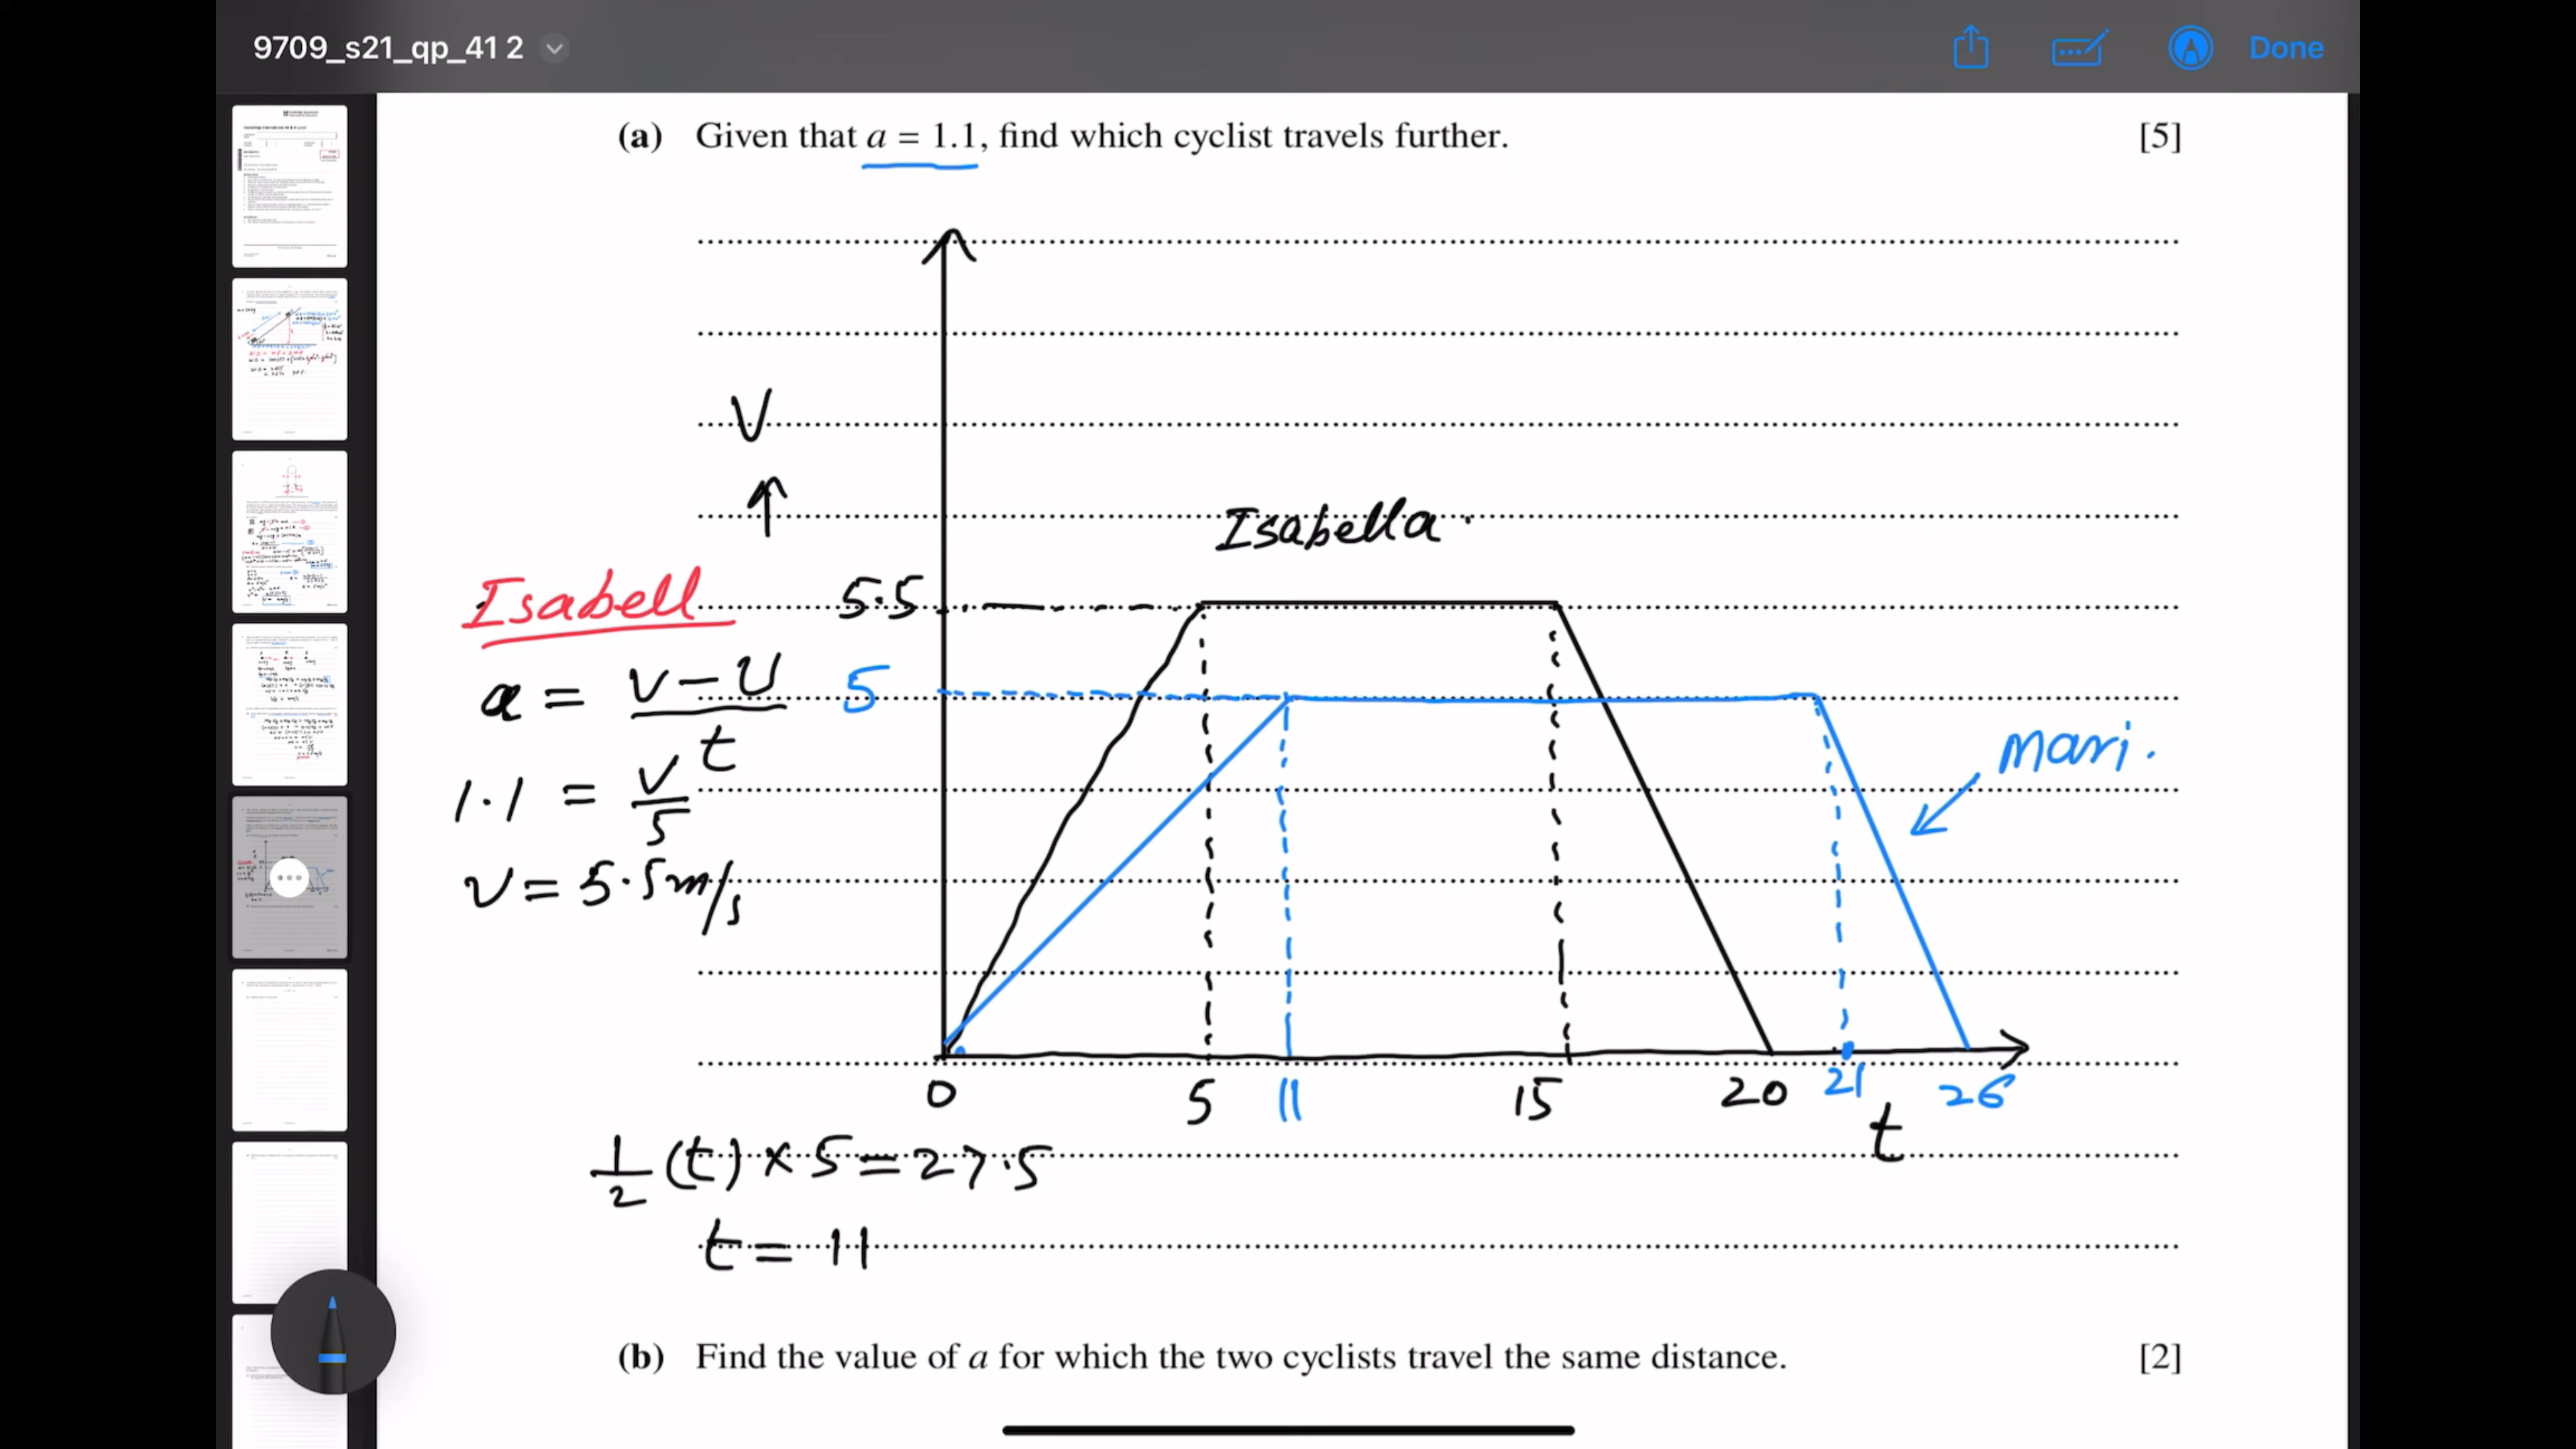 9709_s21_qp_41 2
Done
(a) Given that a = 1.1, find which cyclist travels further. [5]
V
Isabella.
5.5
Isabell
5
a = v - U / t
mari.
1.1 = v / 5
v = 5.5 m/s
0 5 11 15 20 21 26
t
1/2 (t) × 5 = 27.5
t = 11
(b) Find the value of a for which the two cyclists travel the same distance. [2]